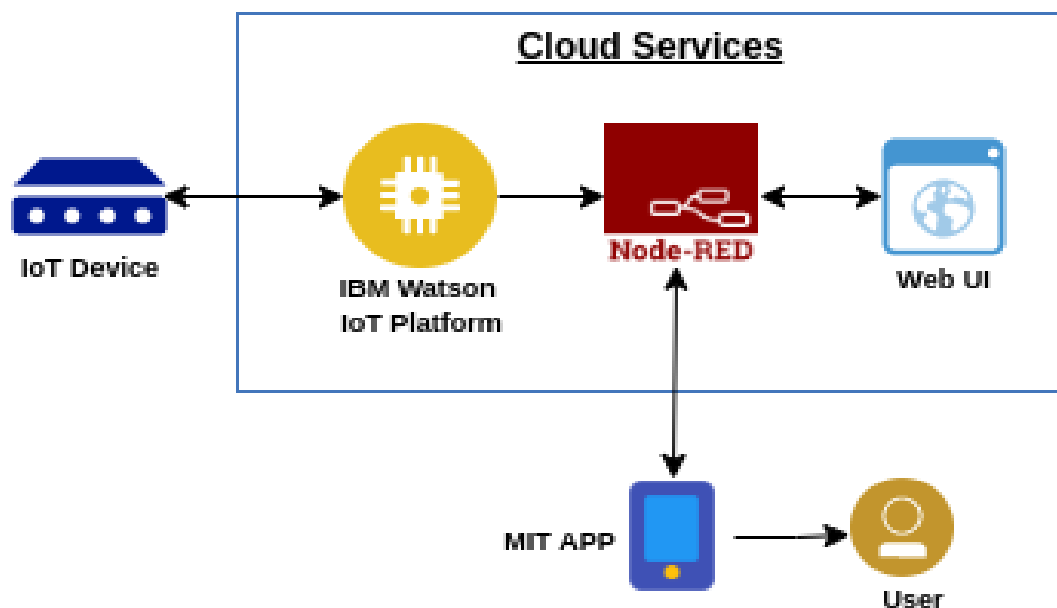 Cloud Services
IoT Device
IBM Watson
IoT Platform
Node-RED
Web UI
MIT APP
User